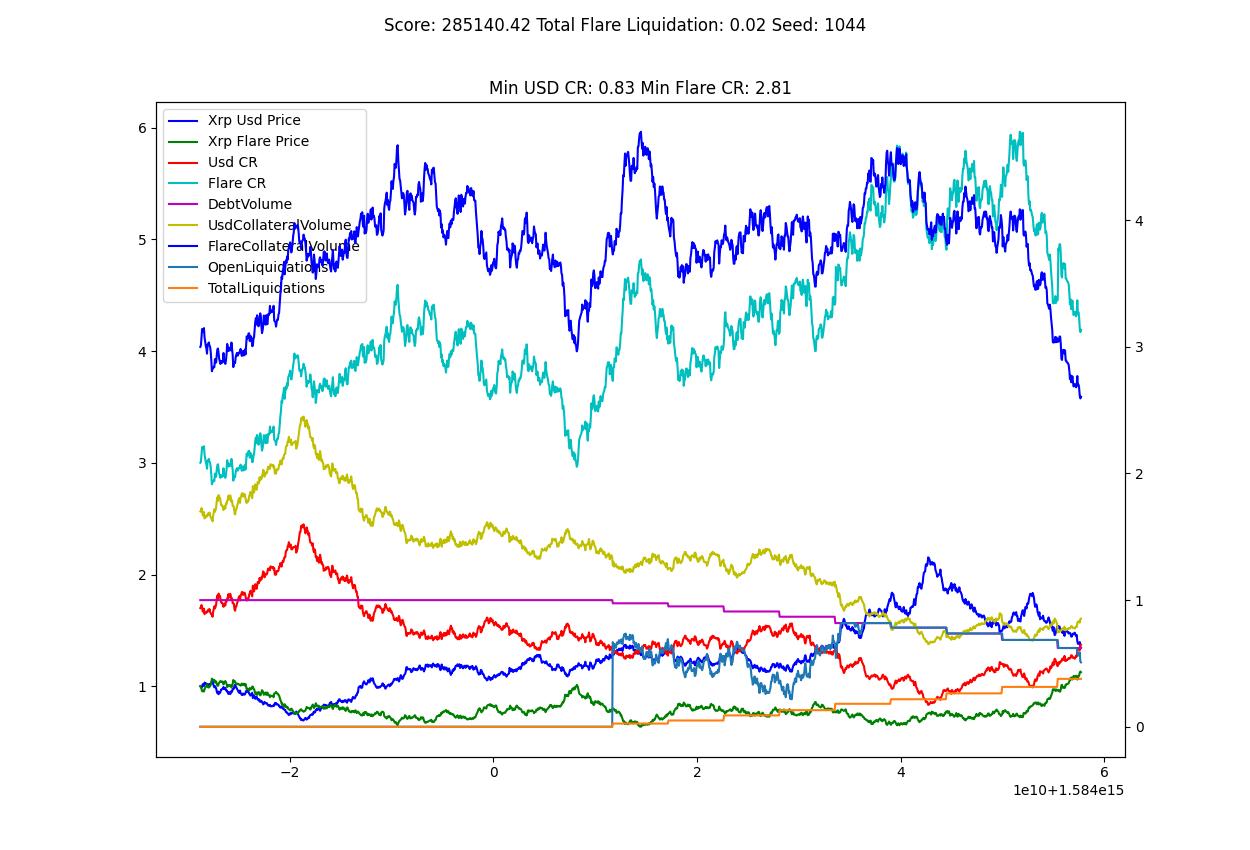 Score: 285140.42 Total Flare Liquidation: 0.02 Seed: 1044
Min USD CR: 0.83 Min Flare CR: 2.81
Xrp Usd Price
Xrp Flare Price
Usd CR
Flare CR
DebtVolume
UsdCollateralVolume
FlareCollateralVolume
OpenLiquidations
TotalLiquidations
6
5
4
3
2
1
4
3
2
1
0
−2
0
2
4
6
1e10+1.584e15